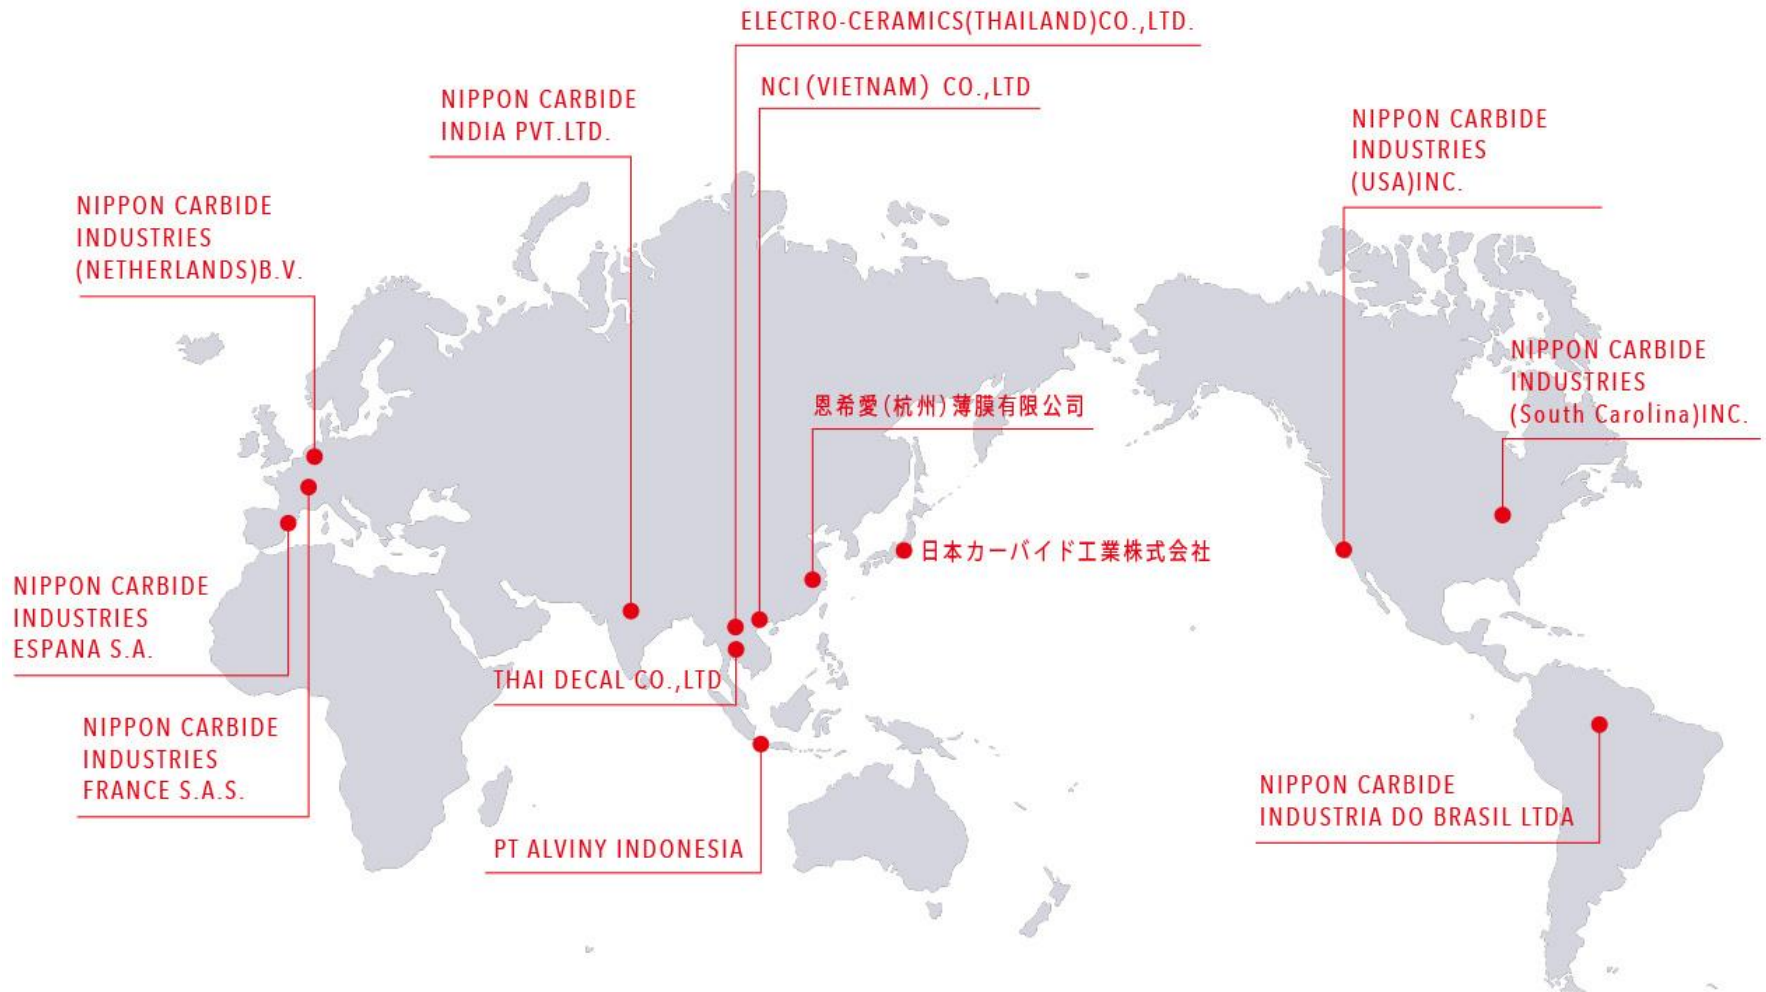 ELECTRO-CERAMICS(THAILAND)CO.,LTD.
NCI(VIETNAM) CO.,LTD
NIPPON CARBIDE
INDIA PVT.LTD.
NIPPON CARBIDE
INDUSTRIES
(USA)INC.
NIPPON CARBIDE
INDUSTRIES
(NETHERLANDS)B.V.
NIPPON CARBIDE
INDUSTRIES
(South Carolina)INC.
恩希愛(杭州)薄膜有限公司
日本カーバイド工業株式会社
NIPPON CARBIDE
INDUSTRIES
ESPANA S.A.
THAI DECAL CO.,LTD
NIPPON CARBIDE
INDUSTRIES
FRANCE S.A.S.
NIPPON CARBIDE
INDUSTRIA DO BRASIL LTDA
PT ALVINY INDONESIA